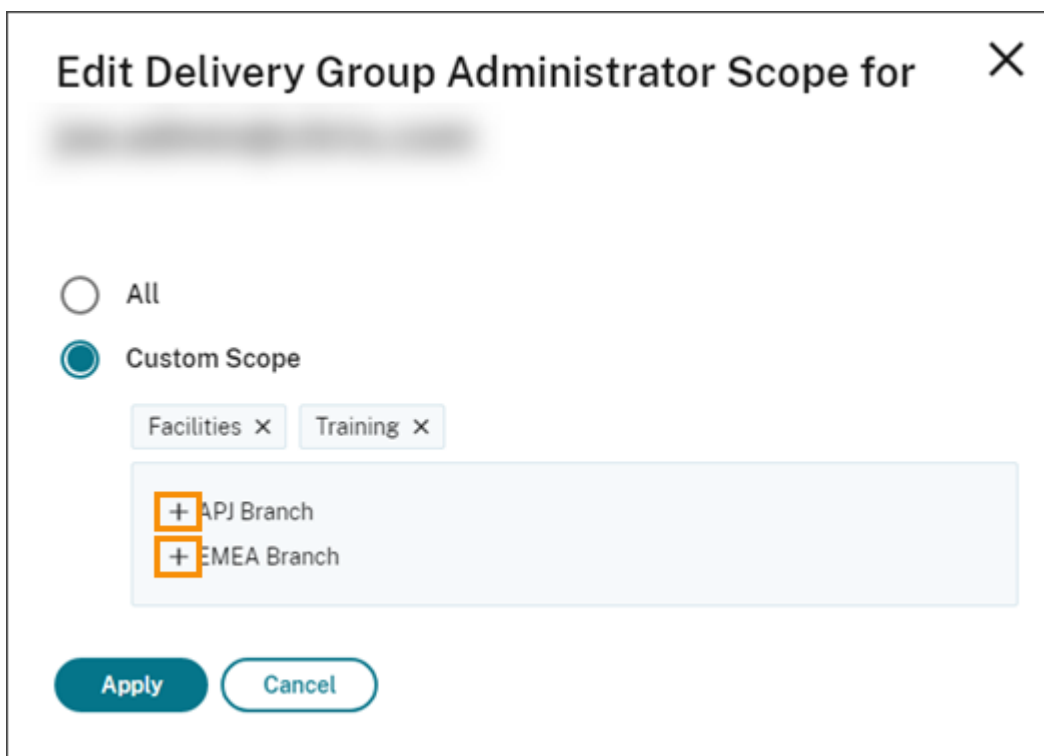 Edit Delivery Group Administrator Scope for
All
Custom Scope
Facilities × Training ×
+ APJ Branch
+ EMEA Branch
Apply Cancel